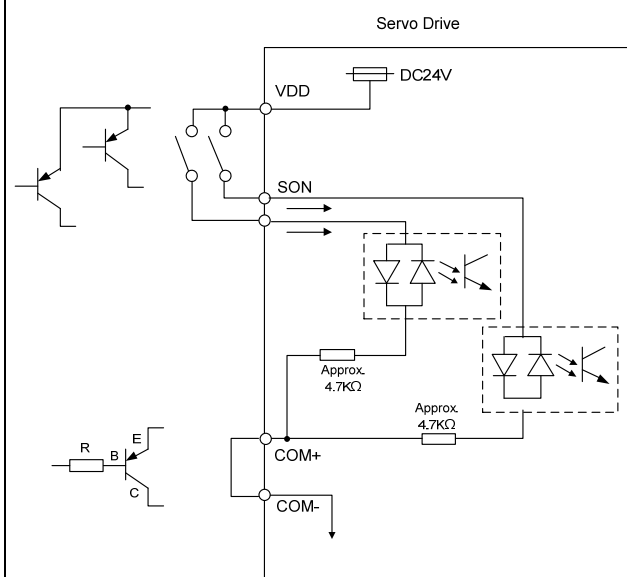 Servo Drive
DC24V
VDD
SON
Approx.
4.7KΩ
Approx.
4.7KΩ
R
B
E
C
COM+
COM-